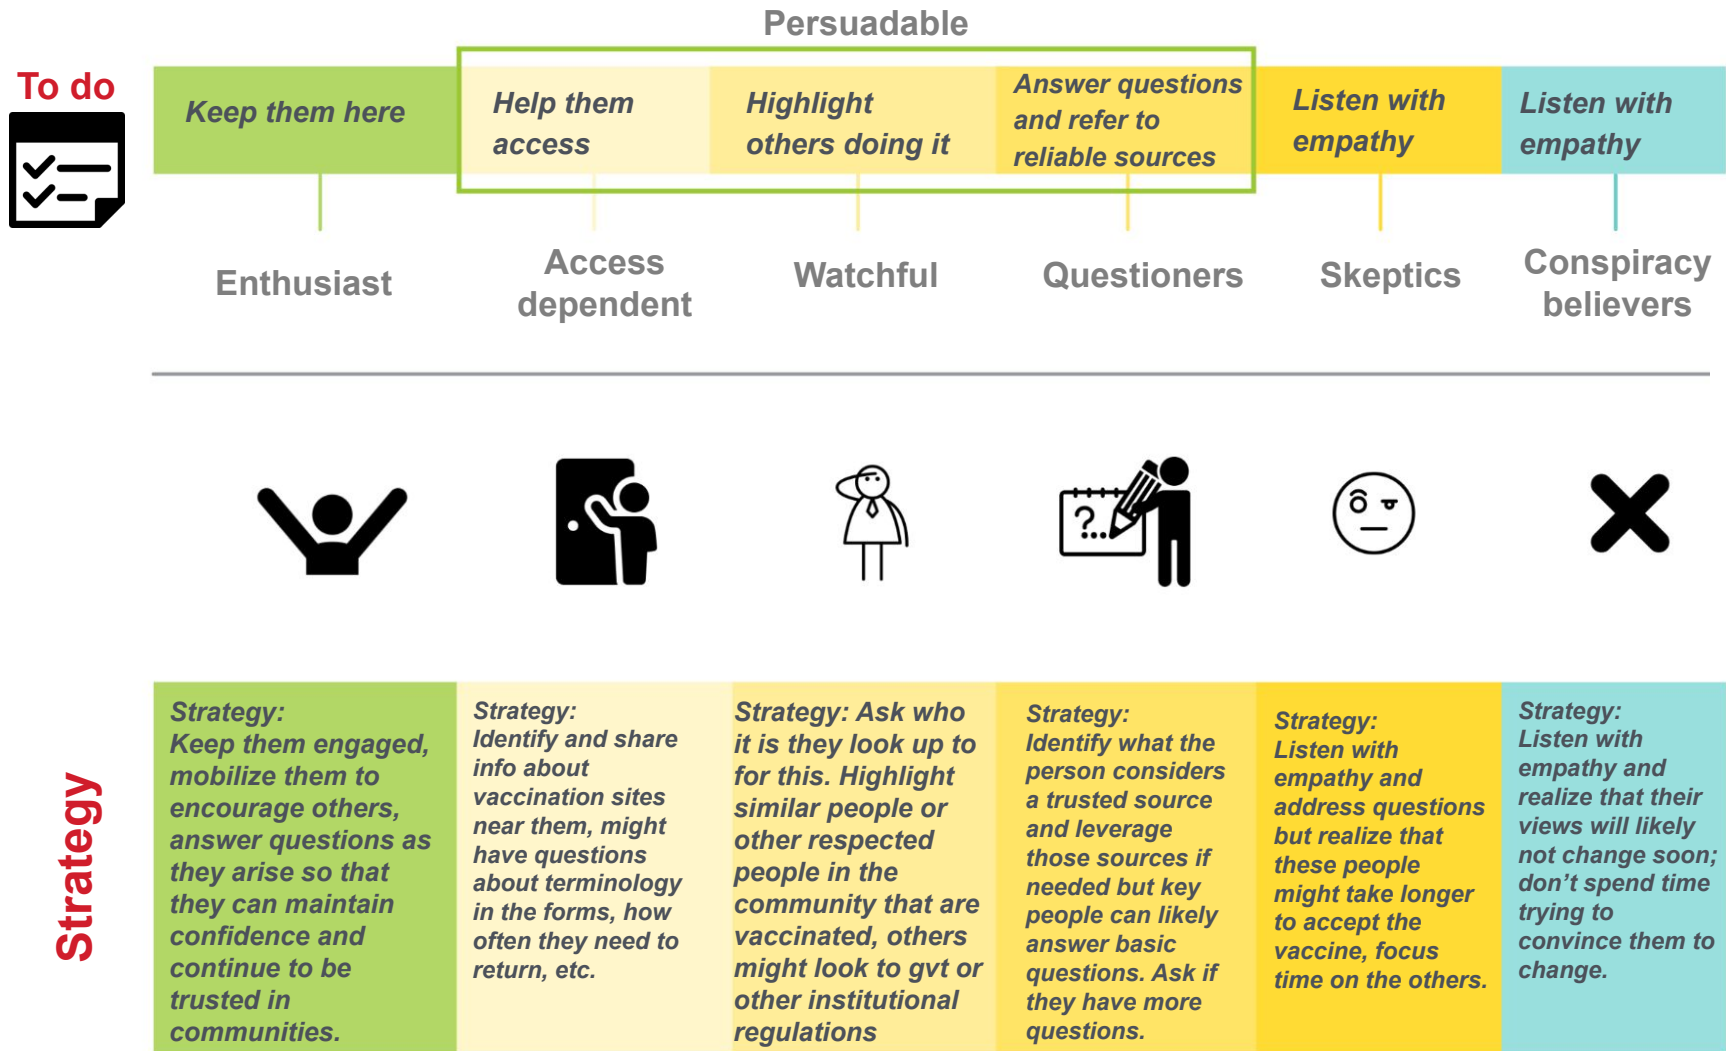 Persuadable
To do
Keep them here
Help them
access
Highlight
others doing it
Answer questions
and refer to
reliable sources
Listen with
empathy
Listen with
empathy
Enthusiast
Access
dependent
Watchful
Questioners
Skeptics
Conspiracy
believers
?...
Strategy
Strategy:
Keep them engaged,
mobilize them to
encourage others,
answer questions as
they arise so that
they can maintain
confidence and
continue to be
trusted in
communities.
Strategy:
Identify and share
info about
vaccination sites
near them, might
have questions
about terminology
in the forms, how
often they need to
return, etc.
Strategy: Ask who
it is they look up to
for this. Highlight
similar people or
other respected
people in the
community that are
vaccinated, others
might look to gvt or
other institutional
regulations
Strategy:
Identify what the
person considers
a trusted source
and leverage
those sources if
needed but key
people can likely
answer basic
questions. Ask if
they have more
questions.
Strategy:
Listen with
empathy and
address questions
but realize that
these people
might take longer
to accept the
vaccine, focus
time on the others.
Strategy:
Listen with
empathy and
realize that their
views will likely
not change soon;
don't spend time
trying to
convince them to
change.